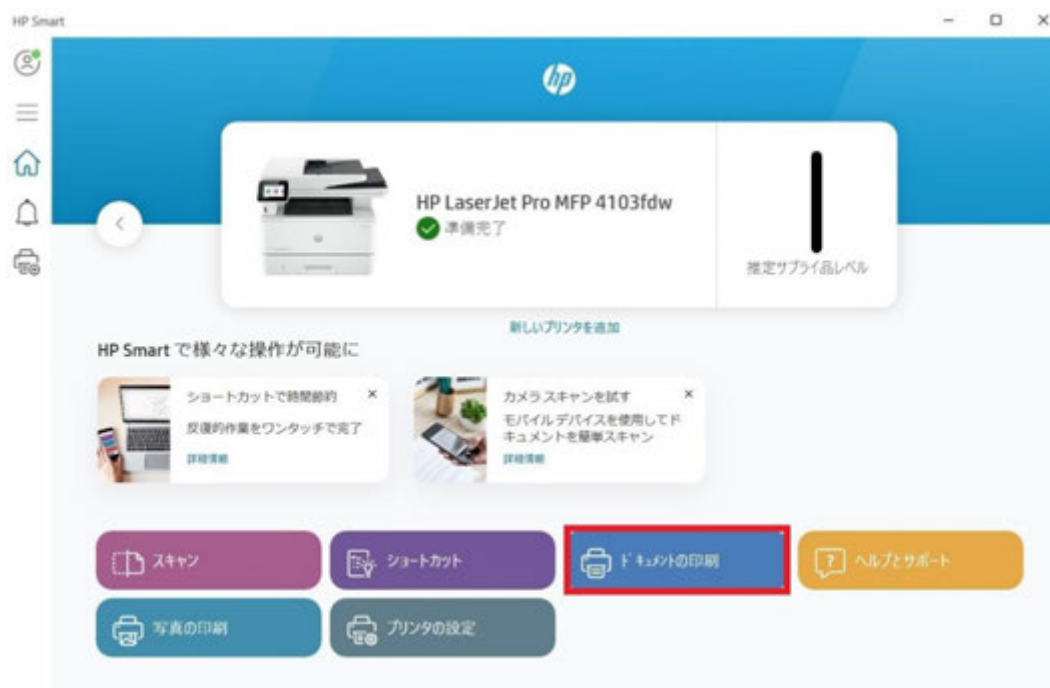 HP Smart
hp
HP LaserJet Pro MFP 4103fdw
準備完了
推定サプライ品レベル
新しいプリンタを追加
HP Smart で様々な操作が可能に
ショートカットで時間節約
反復的作業をワンタッチで完了
詳細情報
カメラ スキャンを試す
モバイル デバイスを使用してド
キュメントを簡単スキャン
詳細情報
スキャン
ショートカット
ドキュメントの印刷
ヘルプとサポート
写真の印刷
プリンタの設定